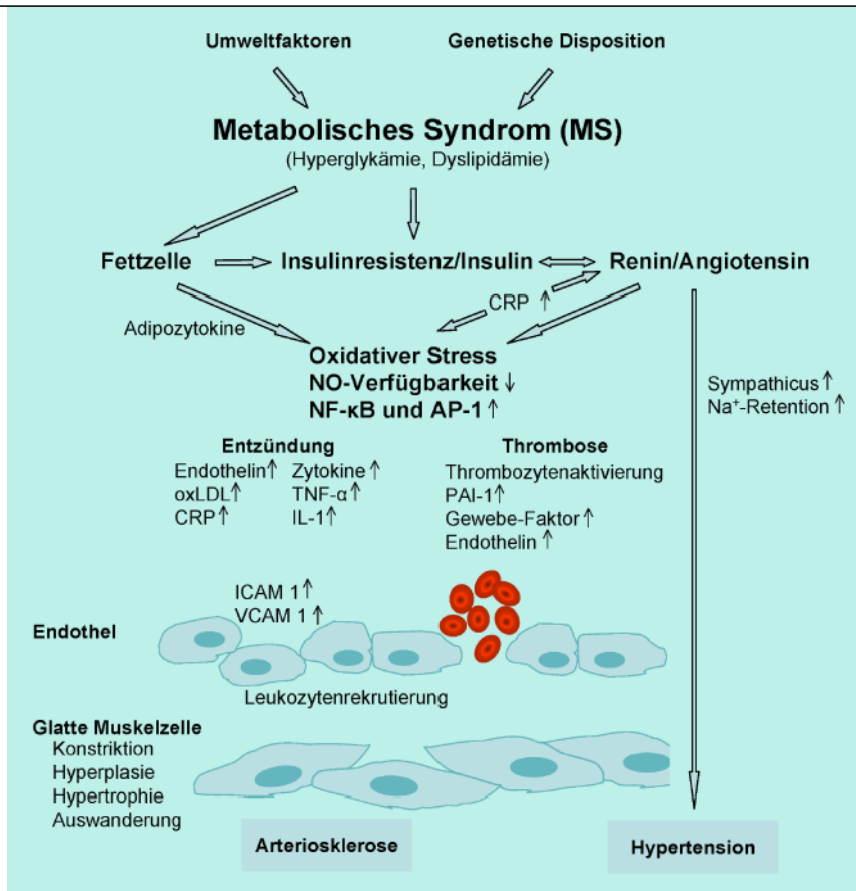 Umweltfaktoren
Genetische Disposition
Metabolisches Syndrom (MS)
(Hyperglykämie, Dyslipidämie)
Fettzelle
Insulinresistenz/Insulin
Renin/Angiotensin
CRP ↑
Adipozytokine
Oxidativer Stress
NO-Verfügbarkeit ↓
NF-κB und AP-1 ↑
Sympathicus ↑
Na⁺-Retention ↑
Entzündung
Endothelin ↑ Zytokine ↑
oxLDL ↑ TNF-α ↑
CRP ↑ IL-1 ↑
Thrombose
Thrombozytenaktivierung
PAI-1 ↑
Gewebe-Faktor ↑
Endothelin ↑
ICAM 1 ↑
VCAM 1 ↑
Endothel
Leukozytenrekrutierung
Glatte Muskelzelle
Konstriktion
Hyperplasie
Hypertrophie
Auswanderung
Arteriosklerose
Hypertension